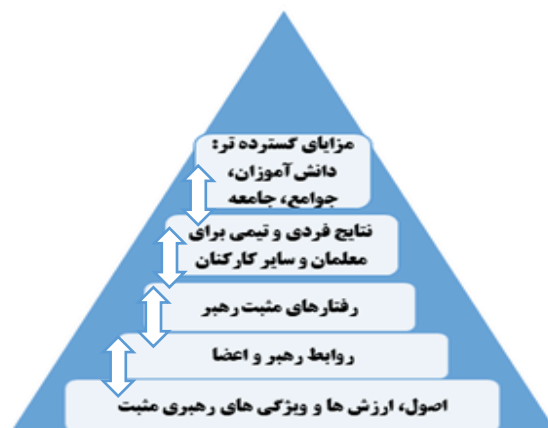 مزایای گسترده تر:
دانش آموزان،
جوامع، جامعه
نتایج فردی و تیمی برای
معلمان و سایر کارکنان
رفتارهای مثبت رهبر
روابط رهبر و اعضا
اصول، ارزش ها و ویژگی های رهبری مثبت